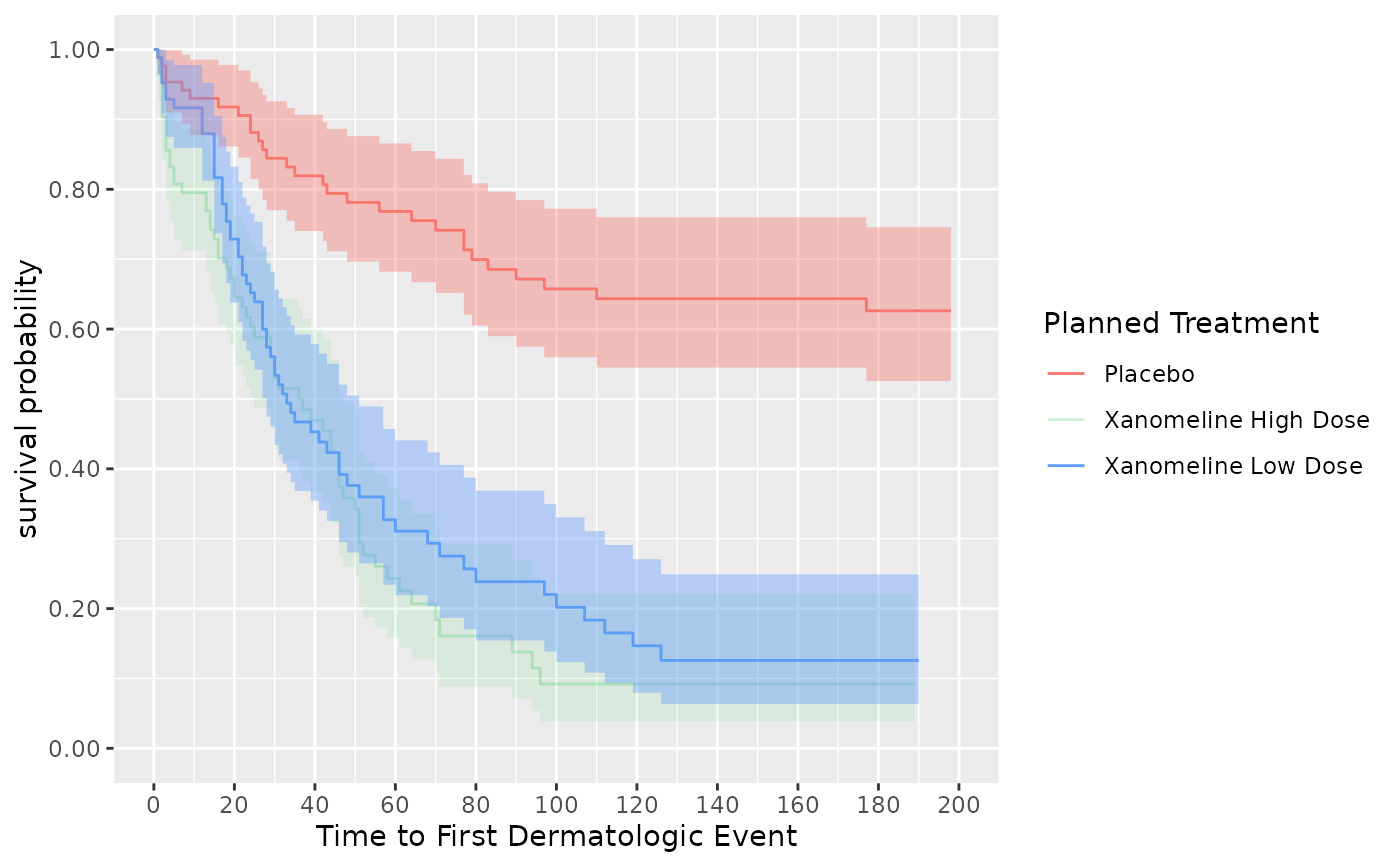 1.00
0.80
0.60
0.40
0.20
0.00
survival probability
0 20 40 60 80 100 120 140 160 180 200
Time to First Dermatologic Event
Planned Treatment
Placebo
Xanomeline High Dose
Xanomeline Low Dose